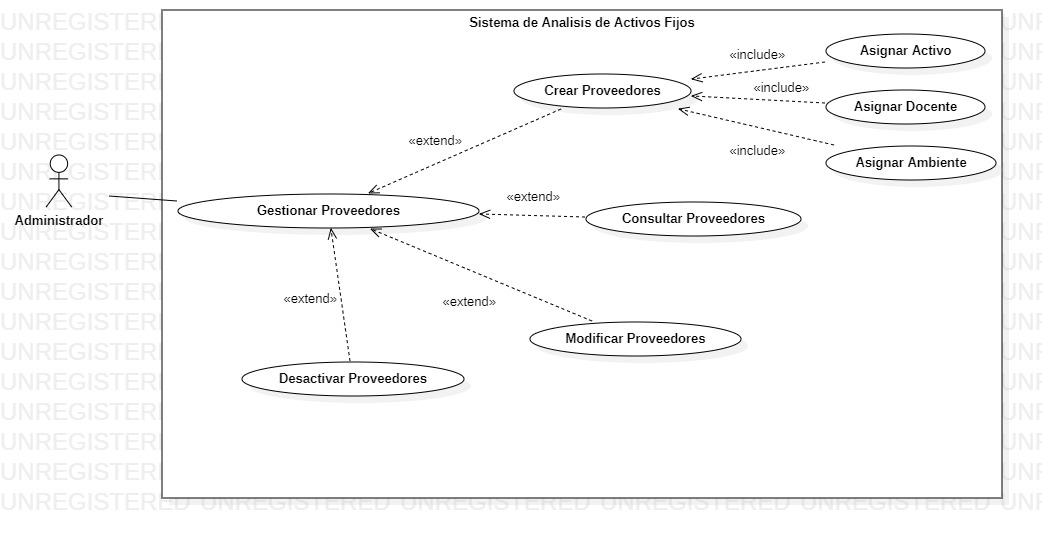 Sistema de Analisis de Activos Fijos
«include»
Asignar Activo
Crear Proveedores
«include»
Asignar Docente
«extend»
«include»
Asignar Ambiente
Administrador
Gestionar Proveedores
«extend»
Consultar Proveedores
«extend»
«extend»
Modificar Proveedores
Desactivar Proveedores
UNREGISTERED UNREGISTERED UNREGISTERED UNREGISTERED UNREGISTERED UNR